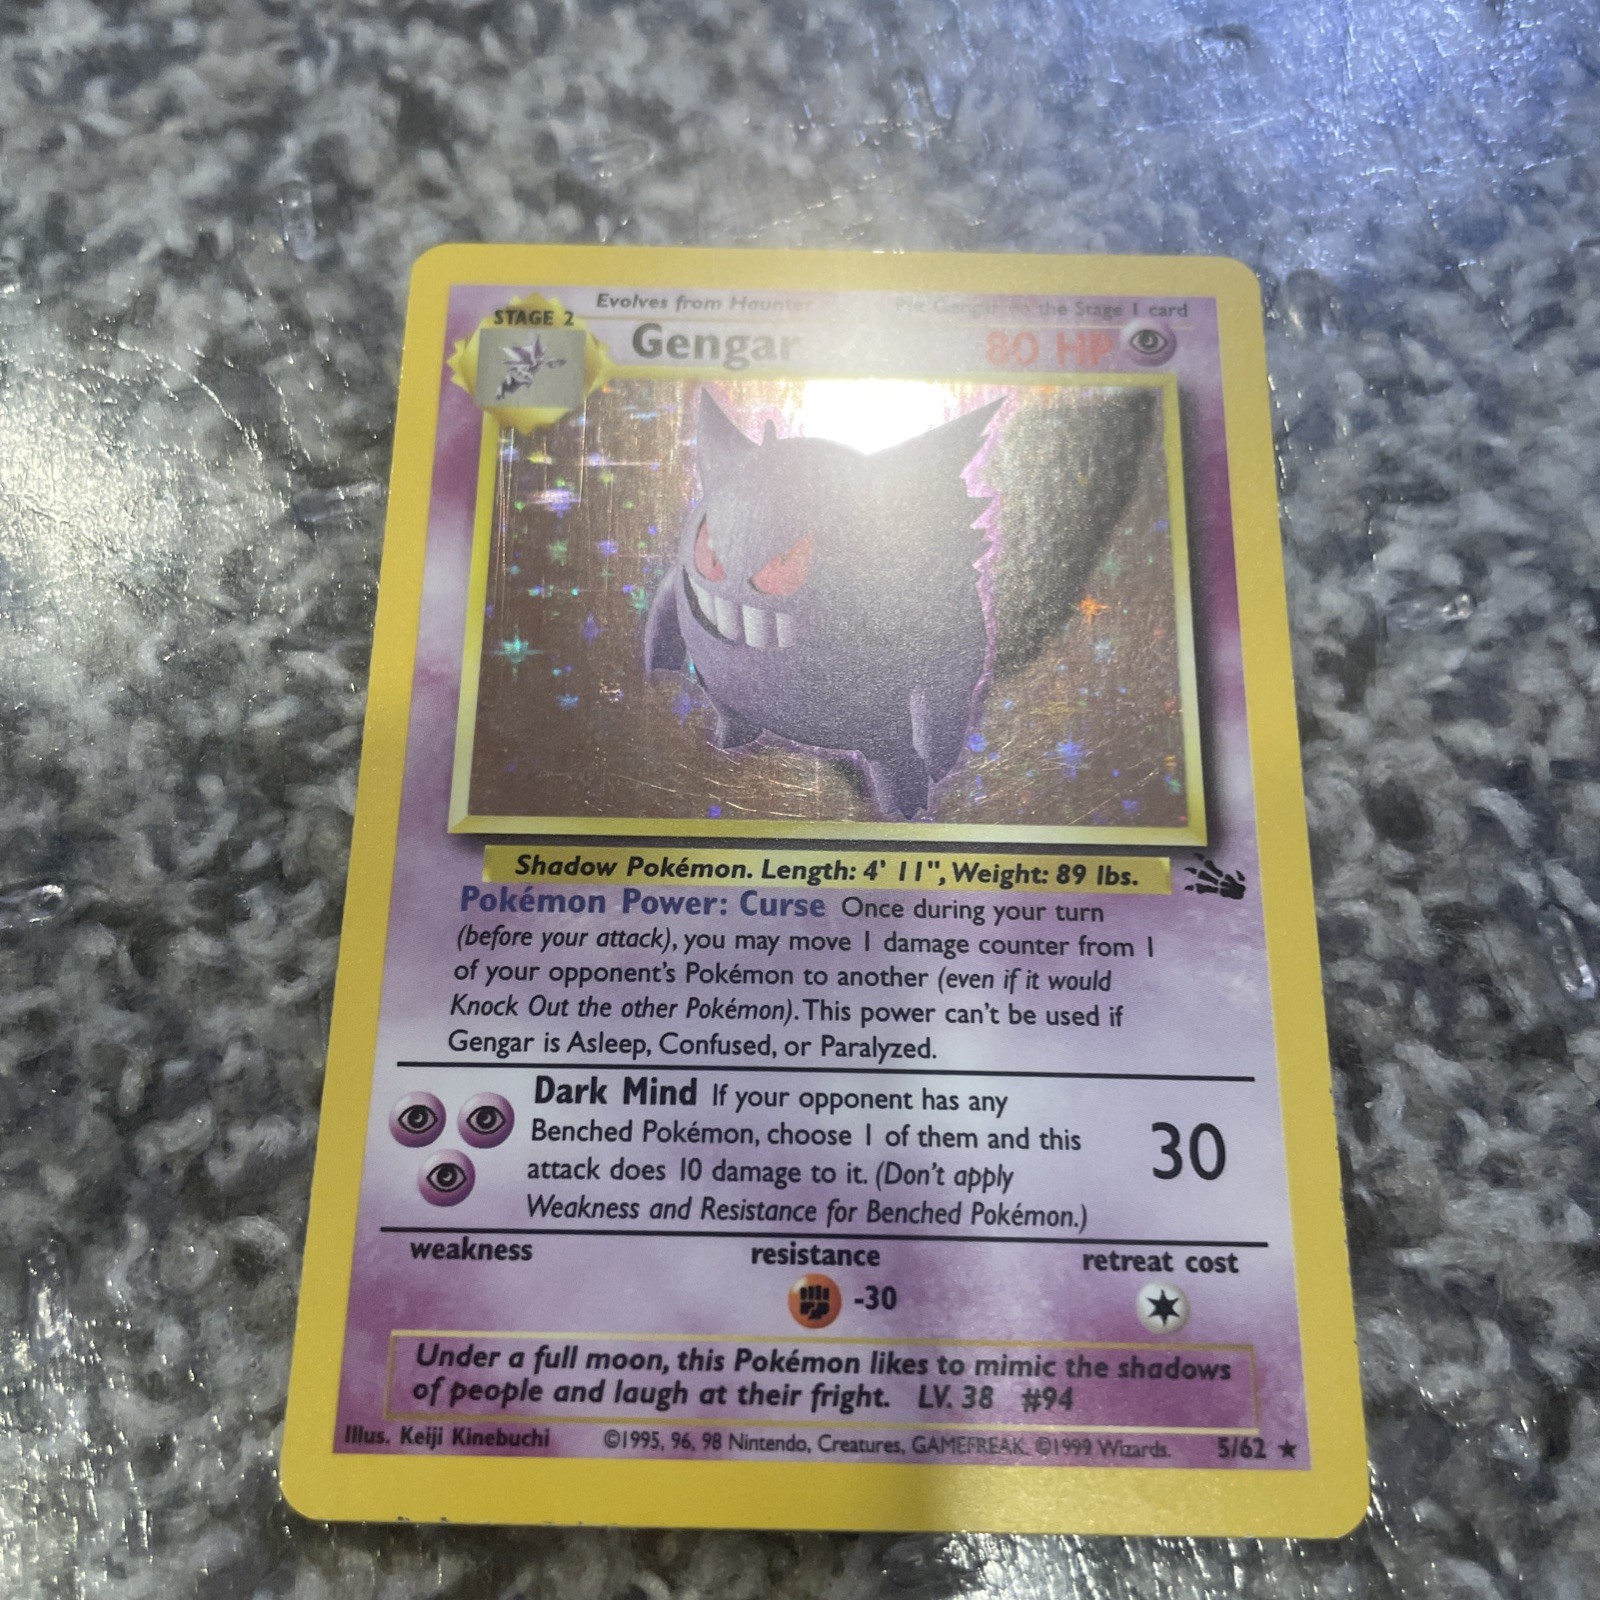 Evolves from Haunter
the Stage 1 card
STAGE 2
Gengar
80 HP
Shadow Pokémon. Length: 4' 11", Weight: 89 lbs.
Pokémon Power: Curse Once during your turn
(before your attack), you may move 1 damage counter from 1
of your opponent's Pokémon to another (even if it would
Knock Out the other Pokémon). This power can't be used if
Gengar is Asleep, Confused, or Paralyzed.
Dark Mind If your opponent has any
Benched Pokémon, choose 1 of them and this
attack does 10 damage to it. (Don't apply
Weakness and Resistance for Benched Pokémon.)
30
weakness
resistance
retreat cost
-30
Under a full moon, this Pokémon likes to mimic the shadows
of people and laugh at their fright. LV. 38 #94
Illus. Keiji Kinebuchi
©1995, 96, 98 Nintendo, Creatures, GAMEFREAK. ©1999 Wizards.
5/62 ★